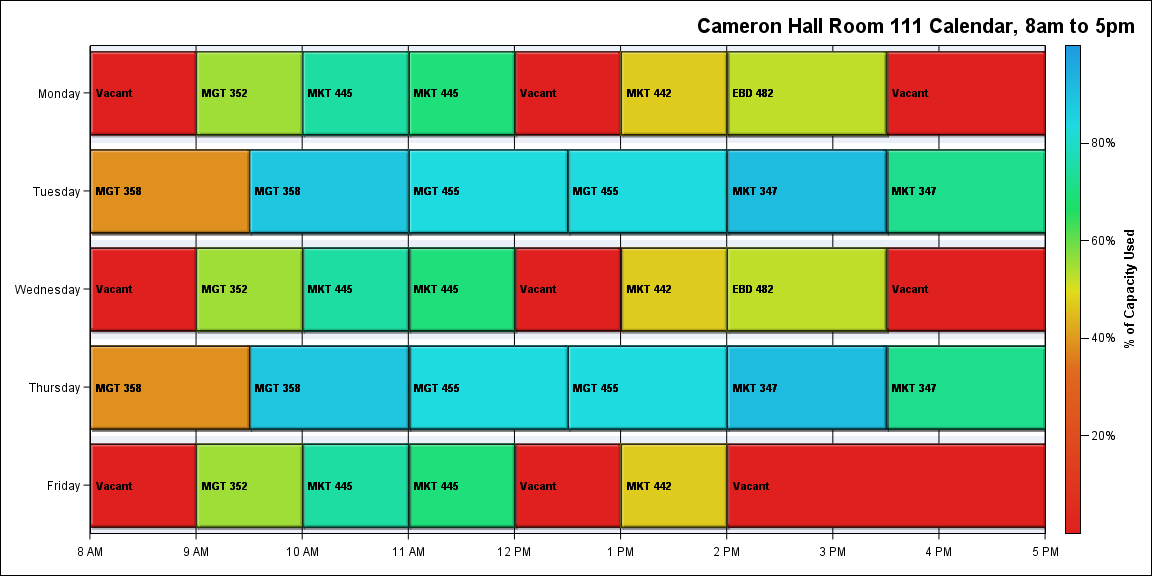 Cameron Hall Room 111 Calendar, 8am to 5pm
Monday
Vacant
MGT 352
MKT 445
MKT 445
Vacant
MKT 442
EBD 482
Vacant
Tuesday
MGT 358
MGT 358
MGT 455
MGT 455
MKT 347
MKT 347
Wednesday
Vacant
MGT 352
MKT 445
MKT 445
Vacant
MKT 442
EBD 482
Vacant
Thursday
MGT 358
MGT 358
MGT 455
MGT 455
MKT 347
MKT 347
Friday
Vacant
MGT 352
MKT 445
MKT 445
Vacant
MKT 442
Vacant
8 AM
9 AM
10 AM
11 AM
12 PM
1 PM
2 PM
3 PM
4 PM
5 PM
80%
60%
40%
20%
% of Capacity Used